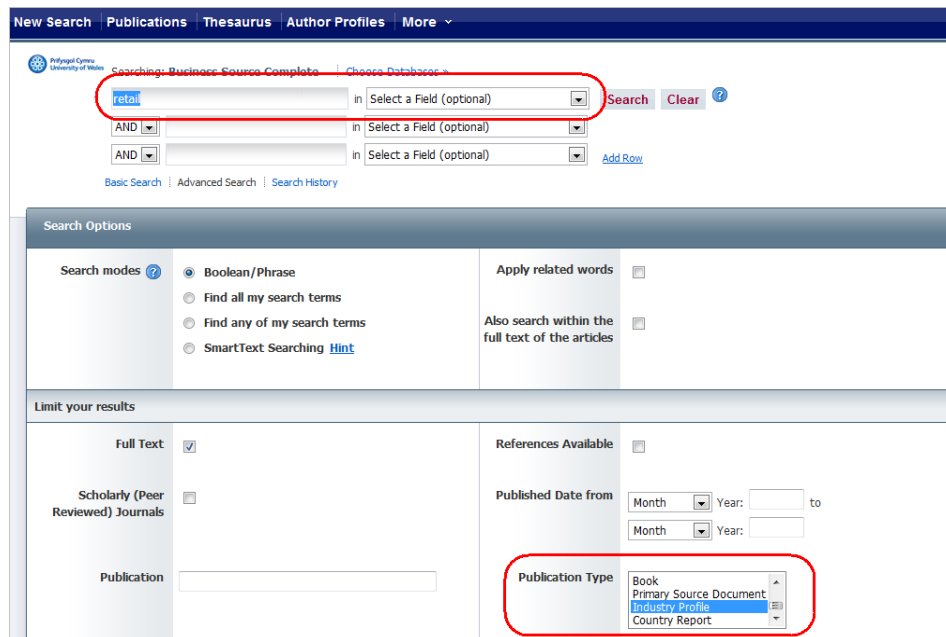 New Search Publications Thesaurus Author Profiles More
Prifysgol Cymru
University of Wales
Searching: Business Source Complete Choose Databases »
retail in Select a Field (optional) Search Clear ?
AND in Select a Field (optional)
AND in Select a Field (optional) Add Row
Basic Search Advanced Search Search History
Search Options
Search modes ? Boolean/Phrase Apply related words
Find all my search terms
Find any of my search terms Also search within the
full text of the articles
SmartText Searching Hint
Limit your results
Full Text References Available
Scholarly (Peer Published Date from
Reviewed) Journals Month Year: to
Month Year:
Publication Publication Type Book
Primary Source Document
Industry Profile
Country Report